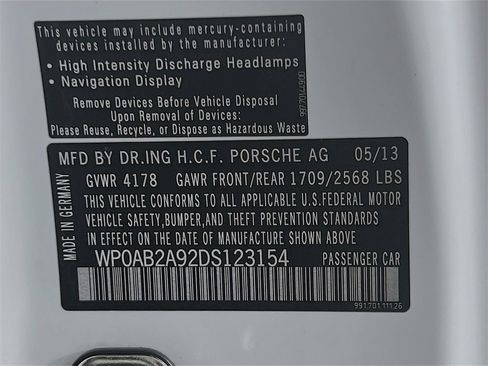 This vehicle may include mercury-containing
devices installed by the manufacturer:
• High Intensity Discharge Headlamps
• Navigation Display
Remove Devices Before Vehicle Disposal
Upon Removal of Devices:
Please Reuse, Recycle, or Dispose as Hazardous Waste
MFD BY DR.ING H.C.F. PORSCHE AG 05/13
GVWR 4178 GAWR FRONT/REAR 1709/2568 LBS
THIS VEHICLE CONFORMS TO ALL APPLICABLE U.S.FEDERAL MOTOR
VEHICLE SAFETY,BUMPER,AND THEFT PREVENTION STANDARDS
IN EFFECT ON THE DATE OF MANUFACTURE SHOWN ABOVE
WP0AB2A92DS123154 PASSENGER CAR
MADE IN GERMANY
991.701.111.26